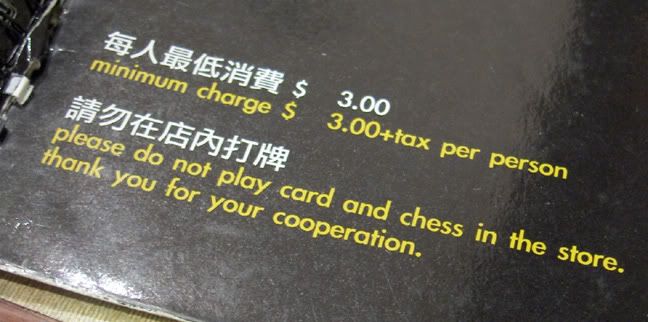 每人最低消費 $ 3.00
minimum charge $ 3.00+tax per person
請勿在店內打牌
please do not play card and chess in the store.
thank you for your cooperation.